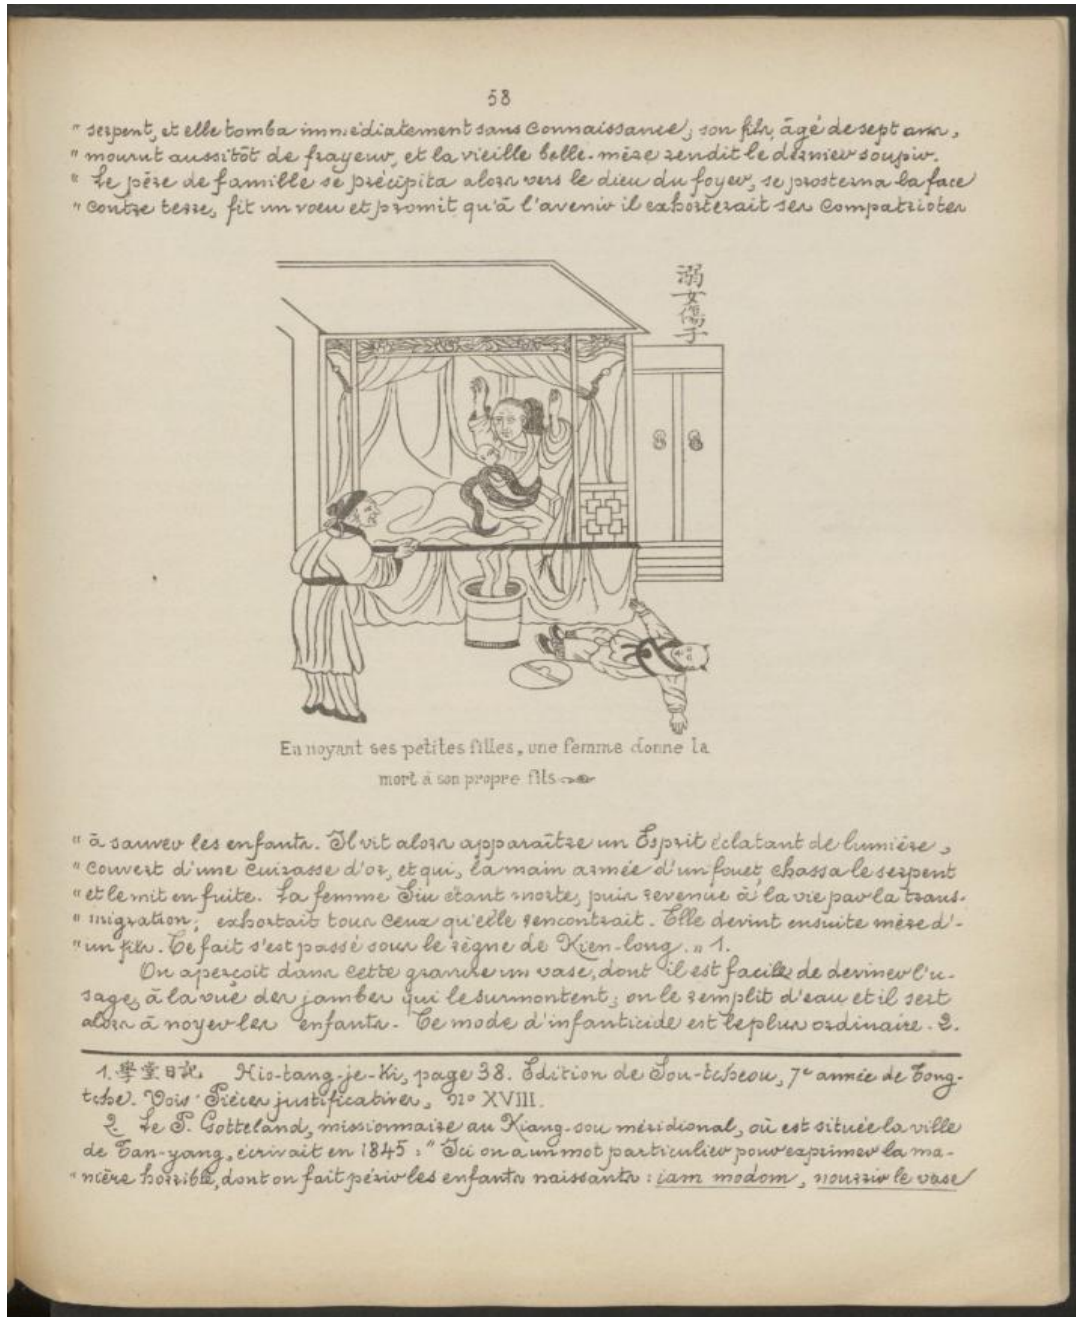 58
" serpent, et elle tomba immédiatement sans connaissance; son fils, âgé de sept ans,
" mourut aussitôt de frayeur, et la vieille belle-mère rendit le dernier soupir.
" Le père de famille se précipita alors vers le dieu du foyer, se prosterna la face
" contre terre, fit un voeu et promit qu'à l'avenir il exhorterait ses compatriotes
溺女傷子
En noyant ses petites filles, une femme donne la
mort à son propre fils
" à sauver les enfants. Il vit alors apparaître un Esprit éclatant de lumière,
" couvert d'une cuirasse d'or, et qui, la main armée d'un fouet, chassa le serpent
" et le mit en fuite. La femme Siu étant morte, puis revenue à la vie par la trans-
" migration, exhortait tous ceux qu'elle rencontrait. Elle devint ensuite mère d'-
" un fils. Ce fait s'est passé sous le règne de Kien-long. " 1.
On aperçoit dans cette gravure un vase, dont il est facile de deviner l'u-
sage, à la vue des jambes qui le surmontent; on le remplit d'eau et il sert
alors à noyer les enfants. Ce mode d'infanticide est le plus ordinaire. 2.
1. 學堂日記 Hio-tang-je-Ki, page 38. Edition de Sou-tcheou, 7e année de Tong-
tche. Voir Pièces justificatives, No XVIII.
2. Le P. Gotteland, missionnaire au Kiang-sou méridional, où est située la ville
de Tan-yang, écrivait en 1845 : " Ici on a un mot particulier pour exprimer la ma-
" nière horrible, dont on fait périr les enfants naissants : iam modom, nourrir le vase